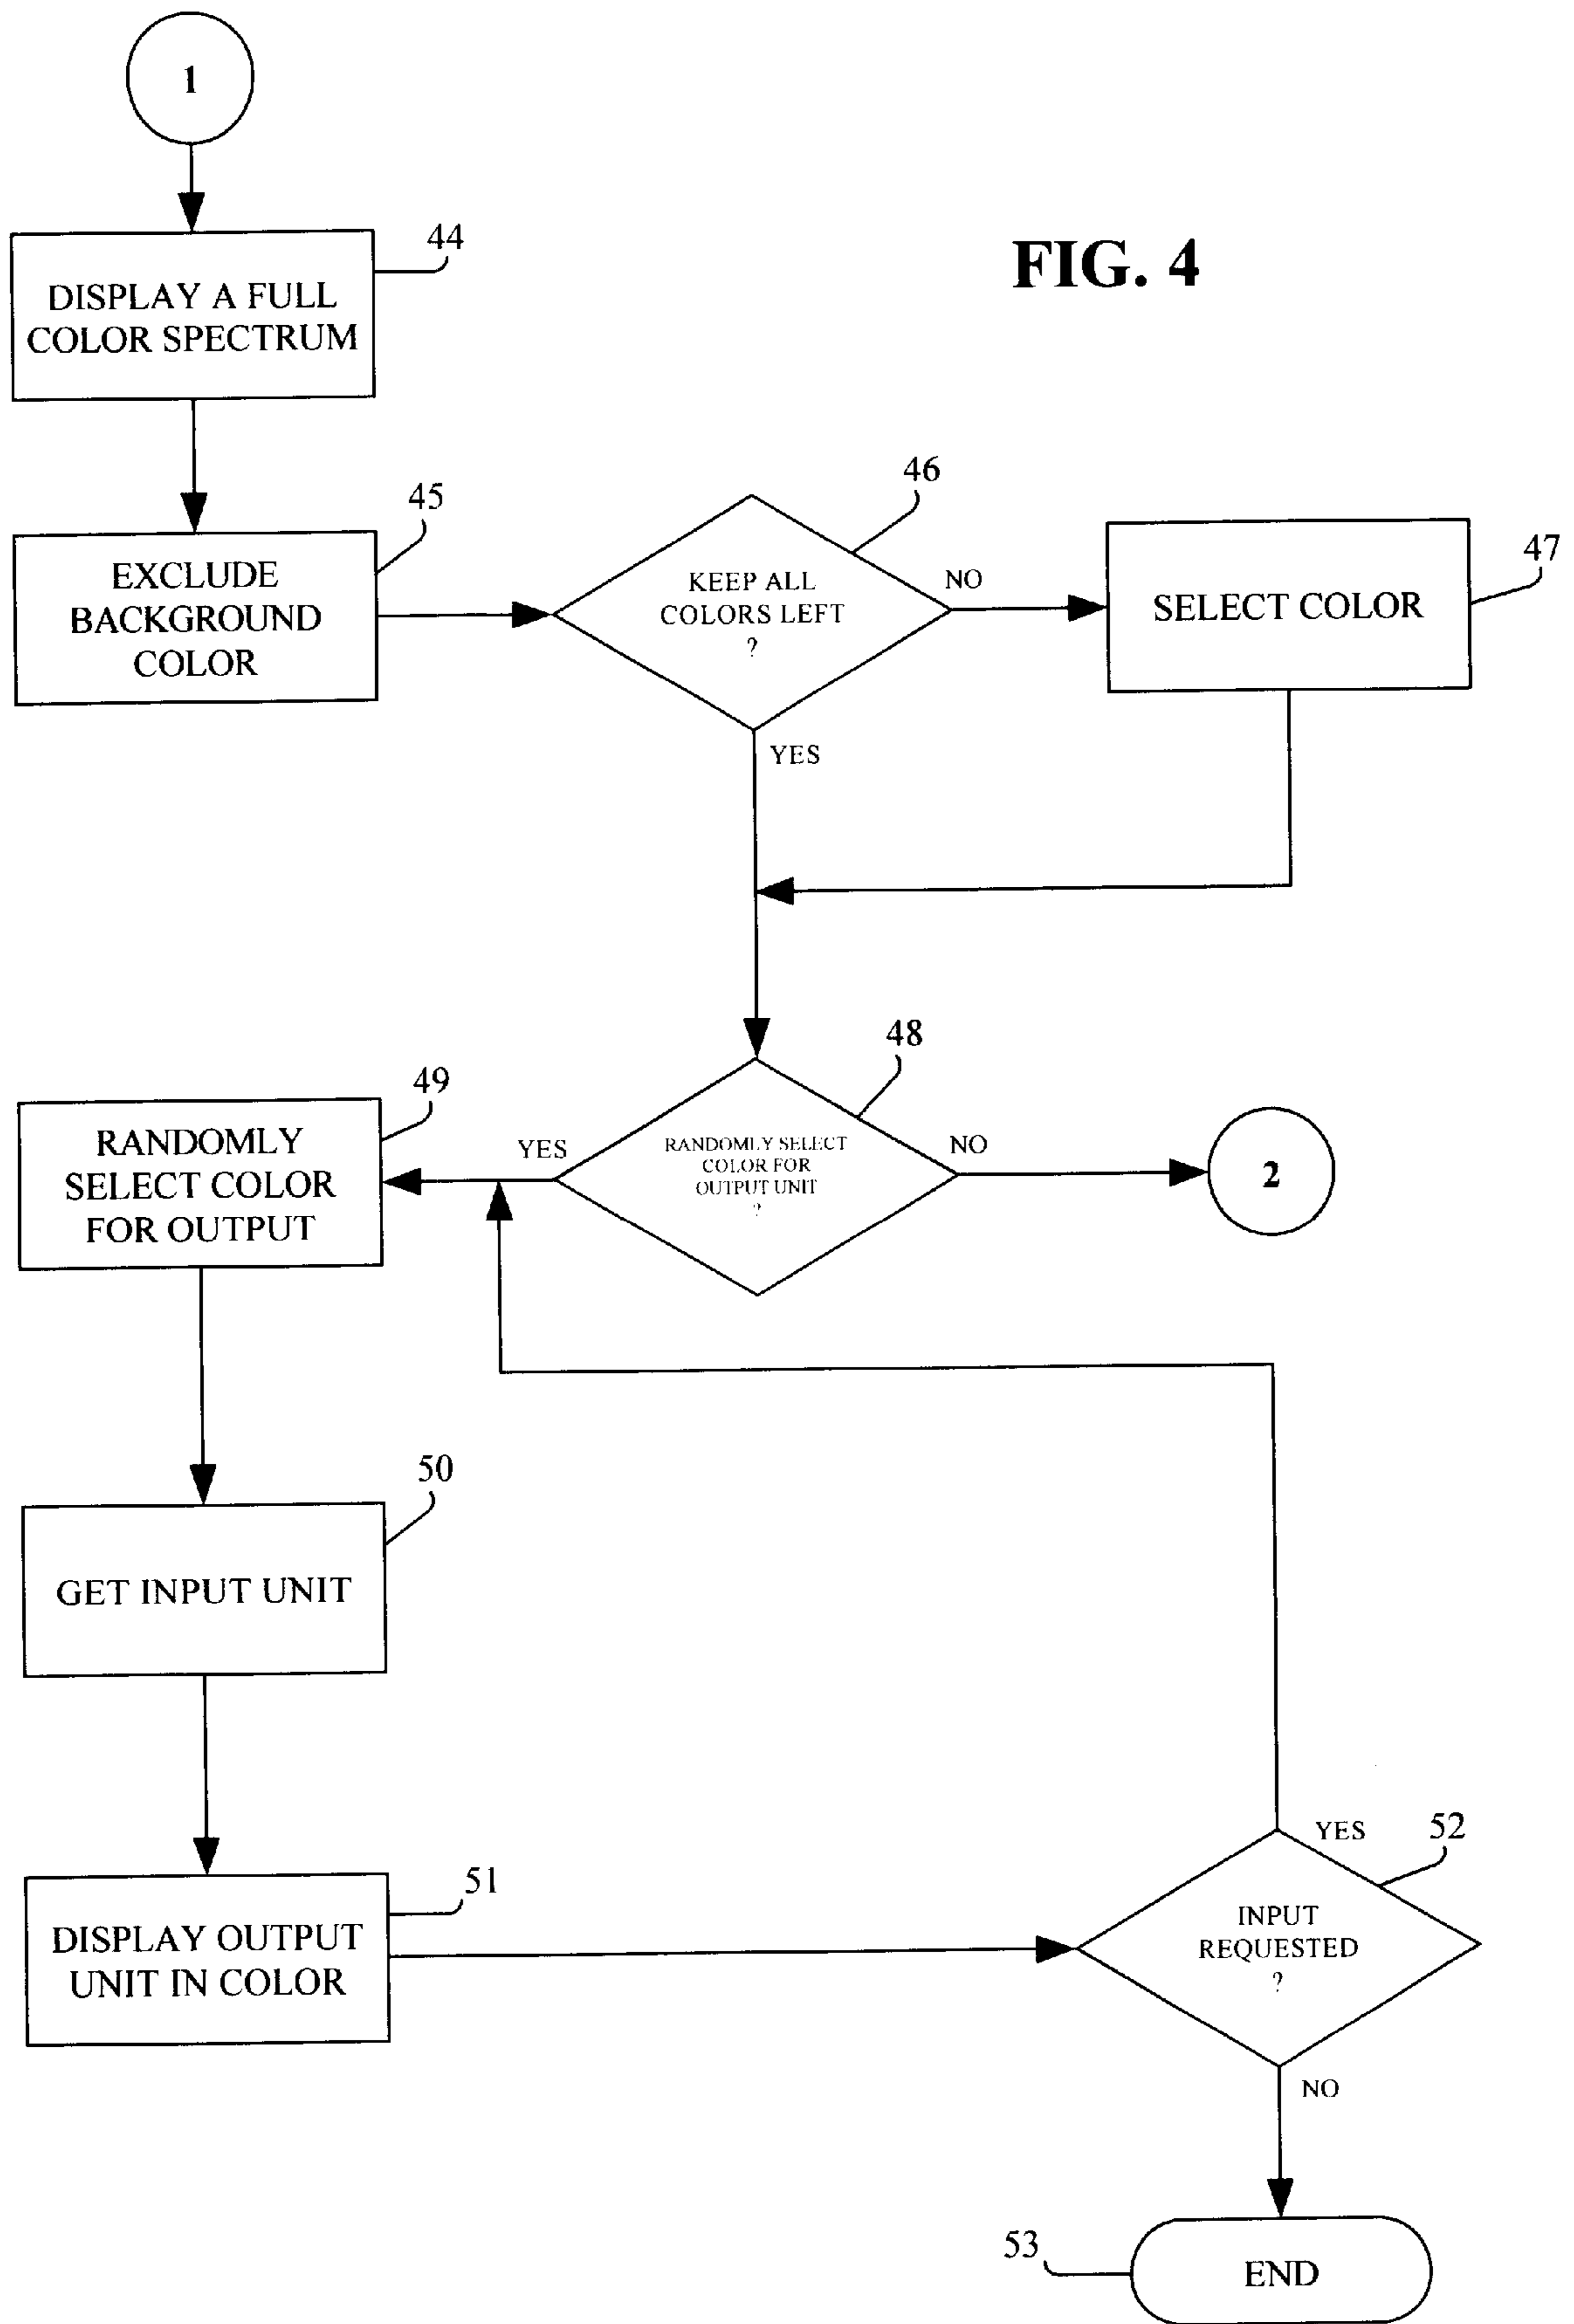 1
FIG. 4
44
DISPLAY A FULL
COLOR SPECTRUM
45
EXCLUDE
BACKGROUND
COLOR
46
KEEP ALL
COLORS LEFT
?
NO
YES
47
SELECT COLOR
48
RANDOMLY SELECT
COLOR FOR
OUTPUT UNIT
?
YES
NO
2
49
RANDOMLY
SELECT COLOR
FOR OUTPUT
50
GET INPUT UNIT
51
DISPLAY OUTPUT
UNIT IN COLOR
52
YES
INPUT
REQUESTED
?
NO
53
END